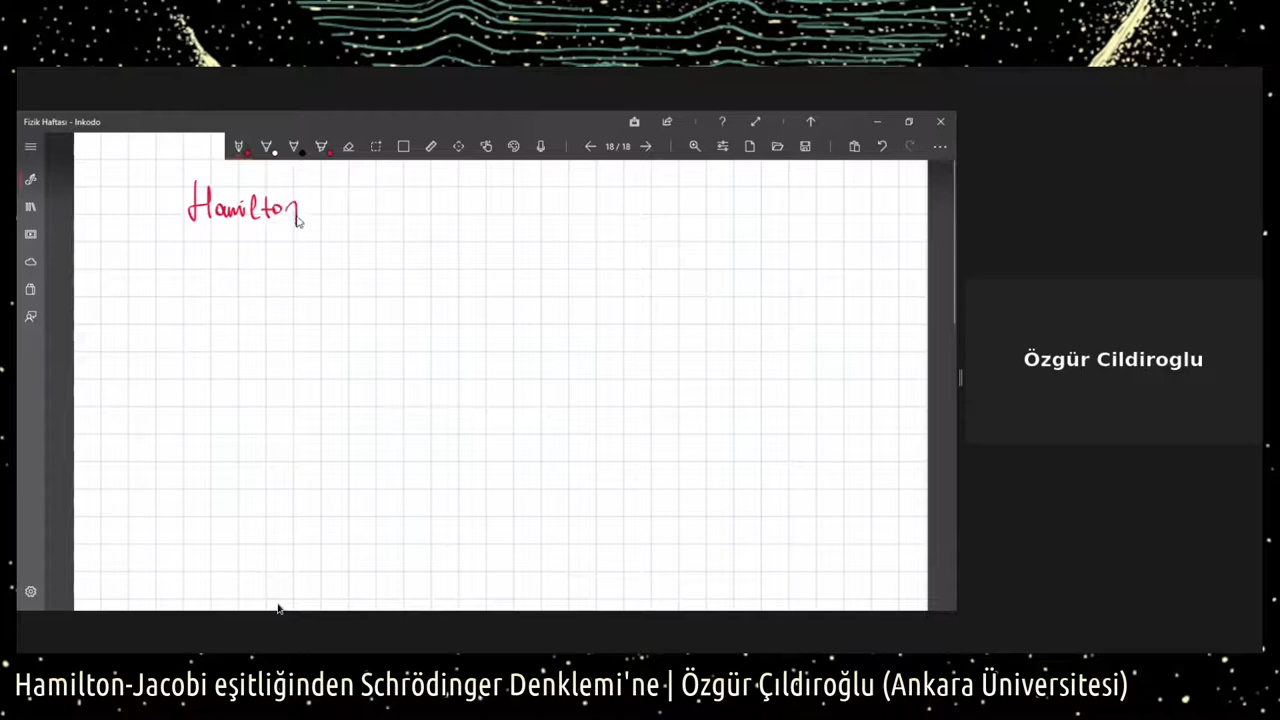 Fizik Haftası - Inkodo
18 / 18
Hamilton
Özgür Cildiroglu
Hamilton-Jacobi eşitliğinden Schrödinger Denklemi'ne | Özgür Çıldıroğlu (Ankara Üniversitesi)